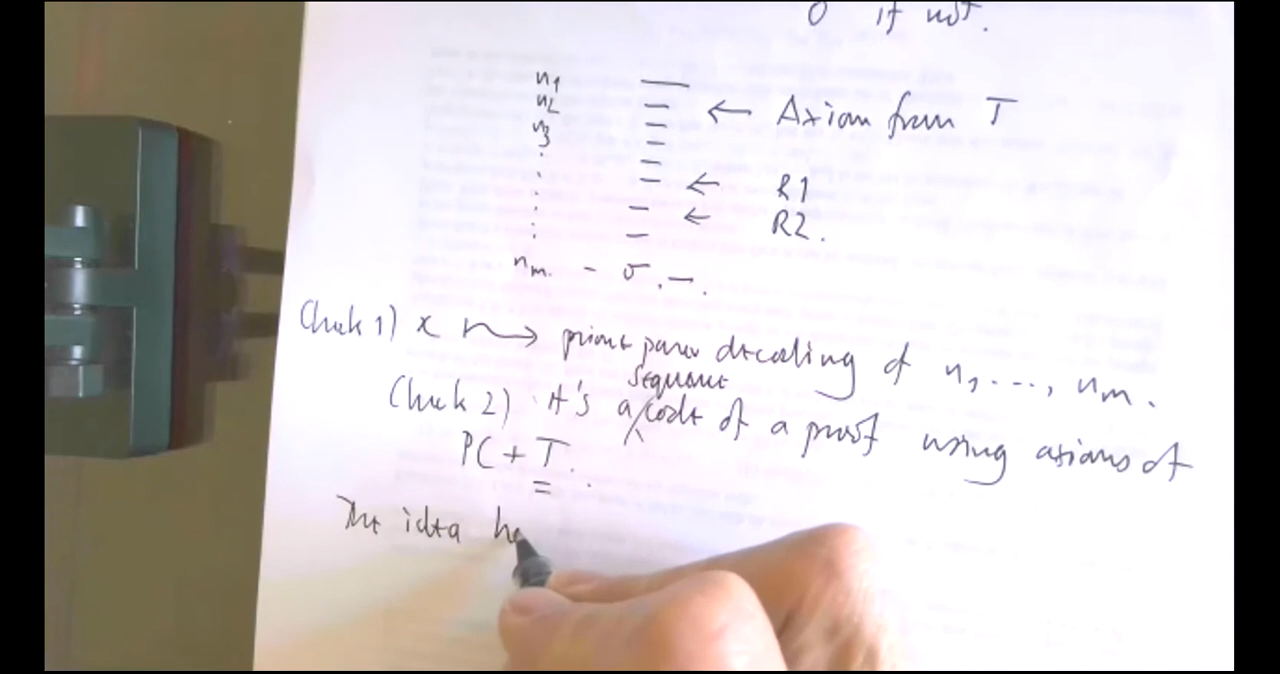 0 if not.
n1
n2 ← Axiom from T
n3
← R1
← R2.
nm. - σ. -.
Check 1) x ⇝ prime power decoding of n, ..., nm.
sequence
Check 2) it's a code of a proof using axioms of
PC + T.
The idea he